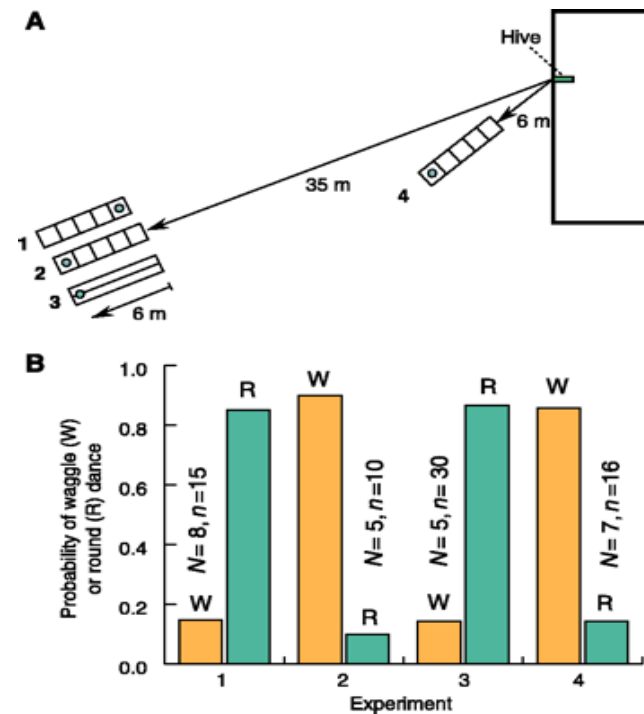 A
Hive
6 m
35 m
4
1
2
3
6 m
B
Probability of waggle (W)
or round (R) dance
1.0
0.8
0.6
0.4
0.2
0.0
N = 8, n = 15
W
R
W
N = 5, n = 10
R
N = 5, n = 30
W
R
W
N = 7, n = 16
R
1
2
3
4
Experiment